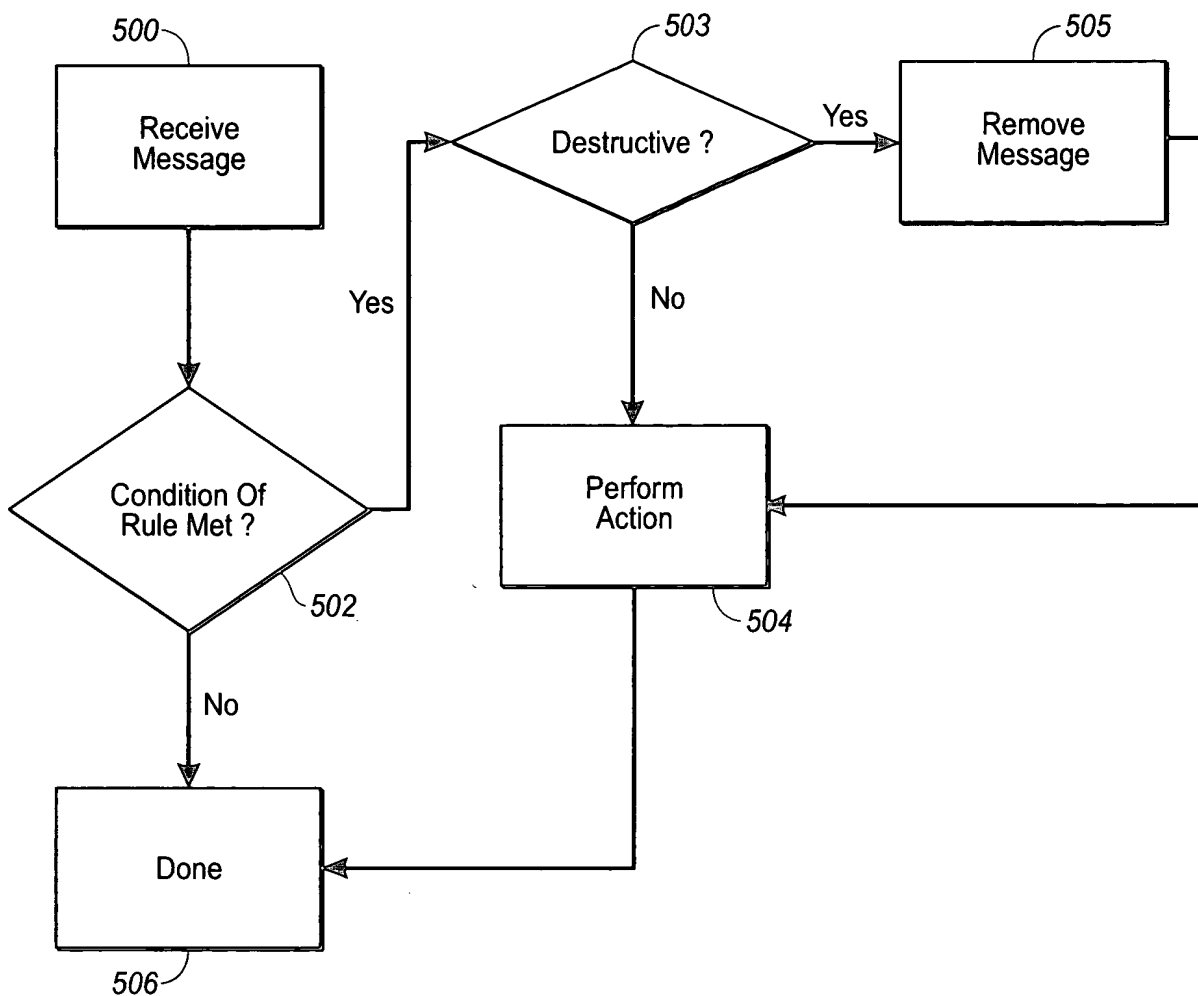 500
Receive
Message
503
Destructive ?
Yes
505
Remove
Message
Yes
No
Condition Of
Rule Met ?
502
Perform
Action
504
No
Done
506